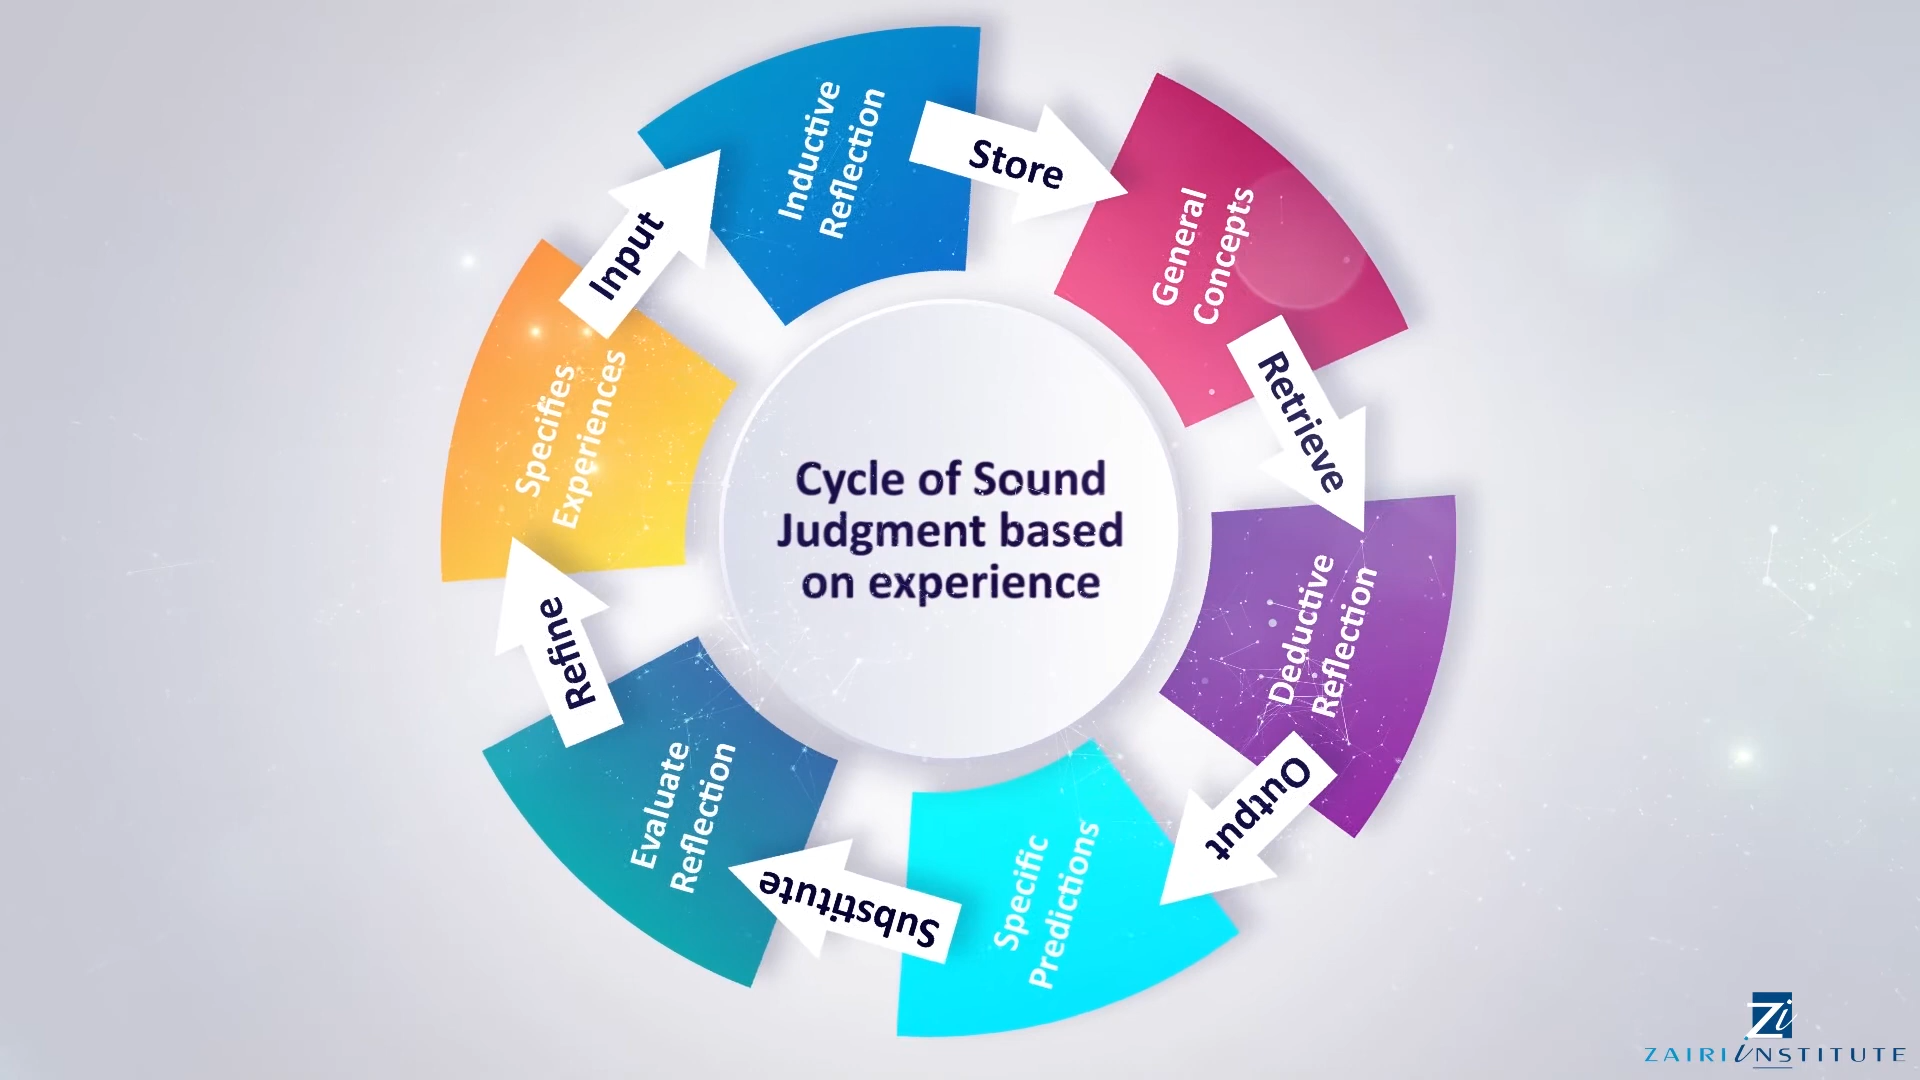 Cycle of Sound
Judgment based
on experience
Inductive
Reflection
Store
General
Concepts
Retrieve
Deductive
Reflection
Output
Specific
Predictions
Substitute
Evaluate
Reflection
Refine
Specifies
Experiences
Input
Zi
ZAIRI iNSTITUTE